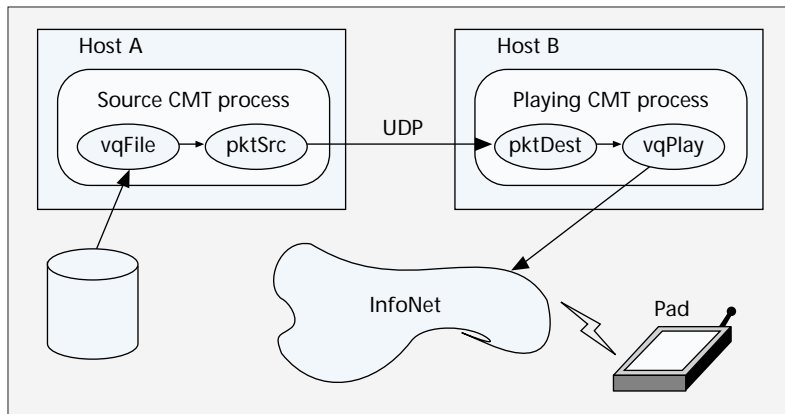 Host A
Source CMT process
vqFile
pktSrc
UDP
Host B
Playing CMT process
pktDest
vqPlay
InfoNet
Pad